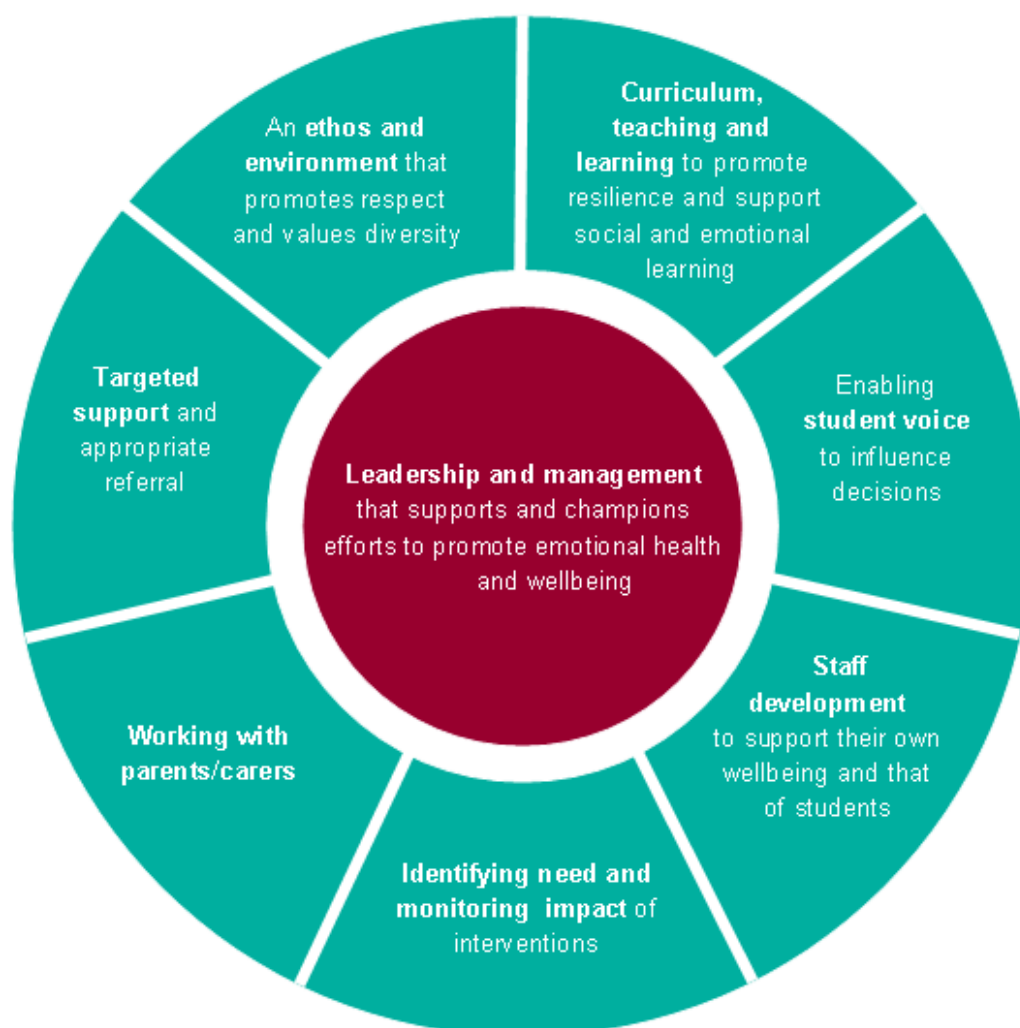 An ethos and
environment that
promotes respect
and values diversity
Curriculum,
teaching and
learning to promote
resilience and support
social and emotional
learning
Enabling
student voice
to influence
decisions
Staff
development
to support their own
wellbeing and that
of students
Identifying need and
monitoring impact of
interventions
Working with
parents/carers
Targeted
support and
appropriate
referral
Leadership and management
that supports and champions
efforts to promote emotional health
and wellbeing